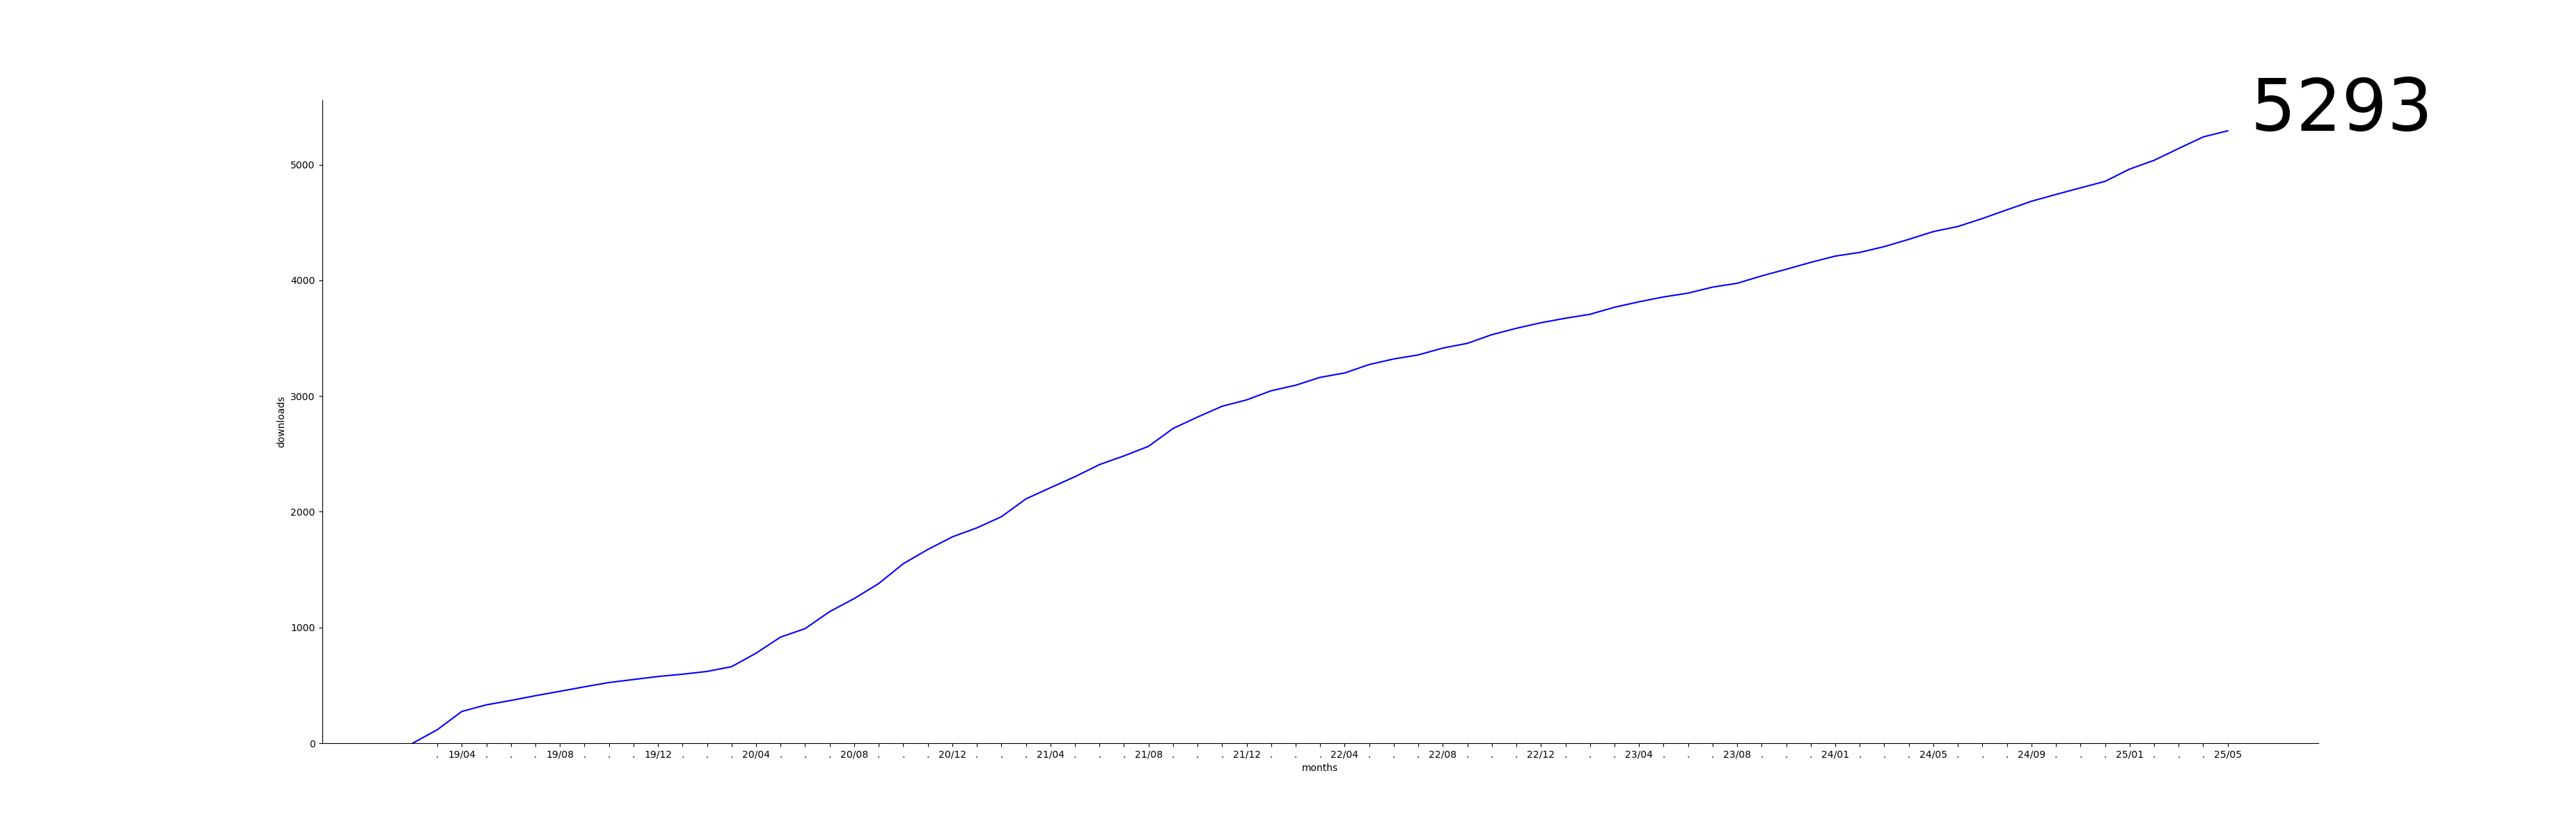 5293
5000
4000
3000
2000
1000
0
downloads
. 19/04 . . . 19/08 . . . 19/12 . . . 20/04 . . . 20/08 . . . 20/12 . . . 21/04 . . . 21/08 . . . 21/12 . . . 22/04 . . . 22/08 . . . 22/12 . . . 23/04 . . . 23/08 . . . 24/01 . . . 24/05 . . . 24/09 . . . 25/01 . . . 25/05
months